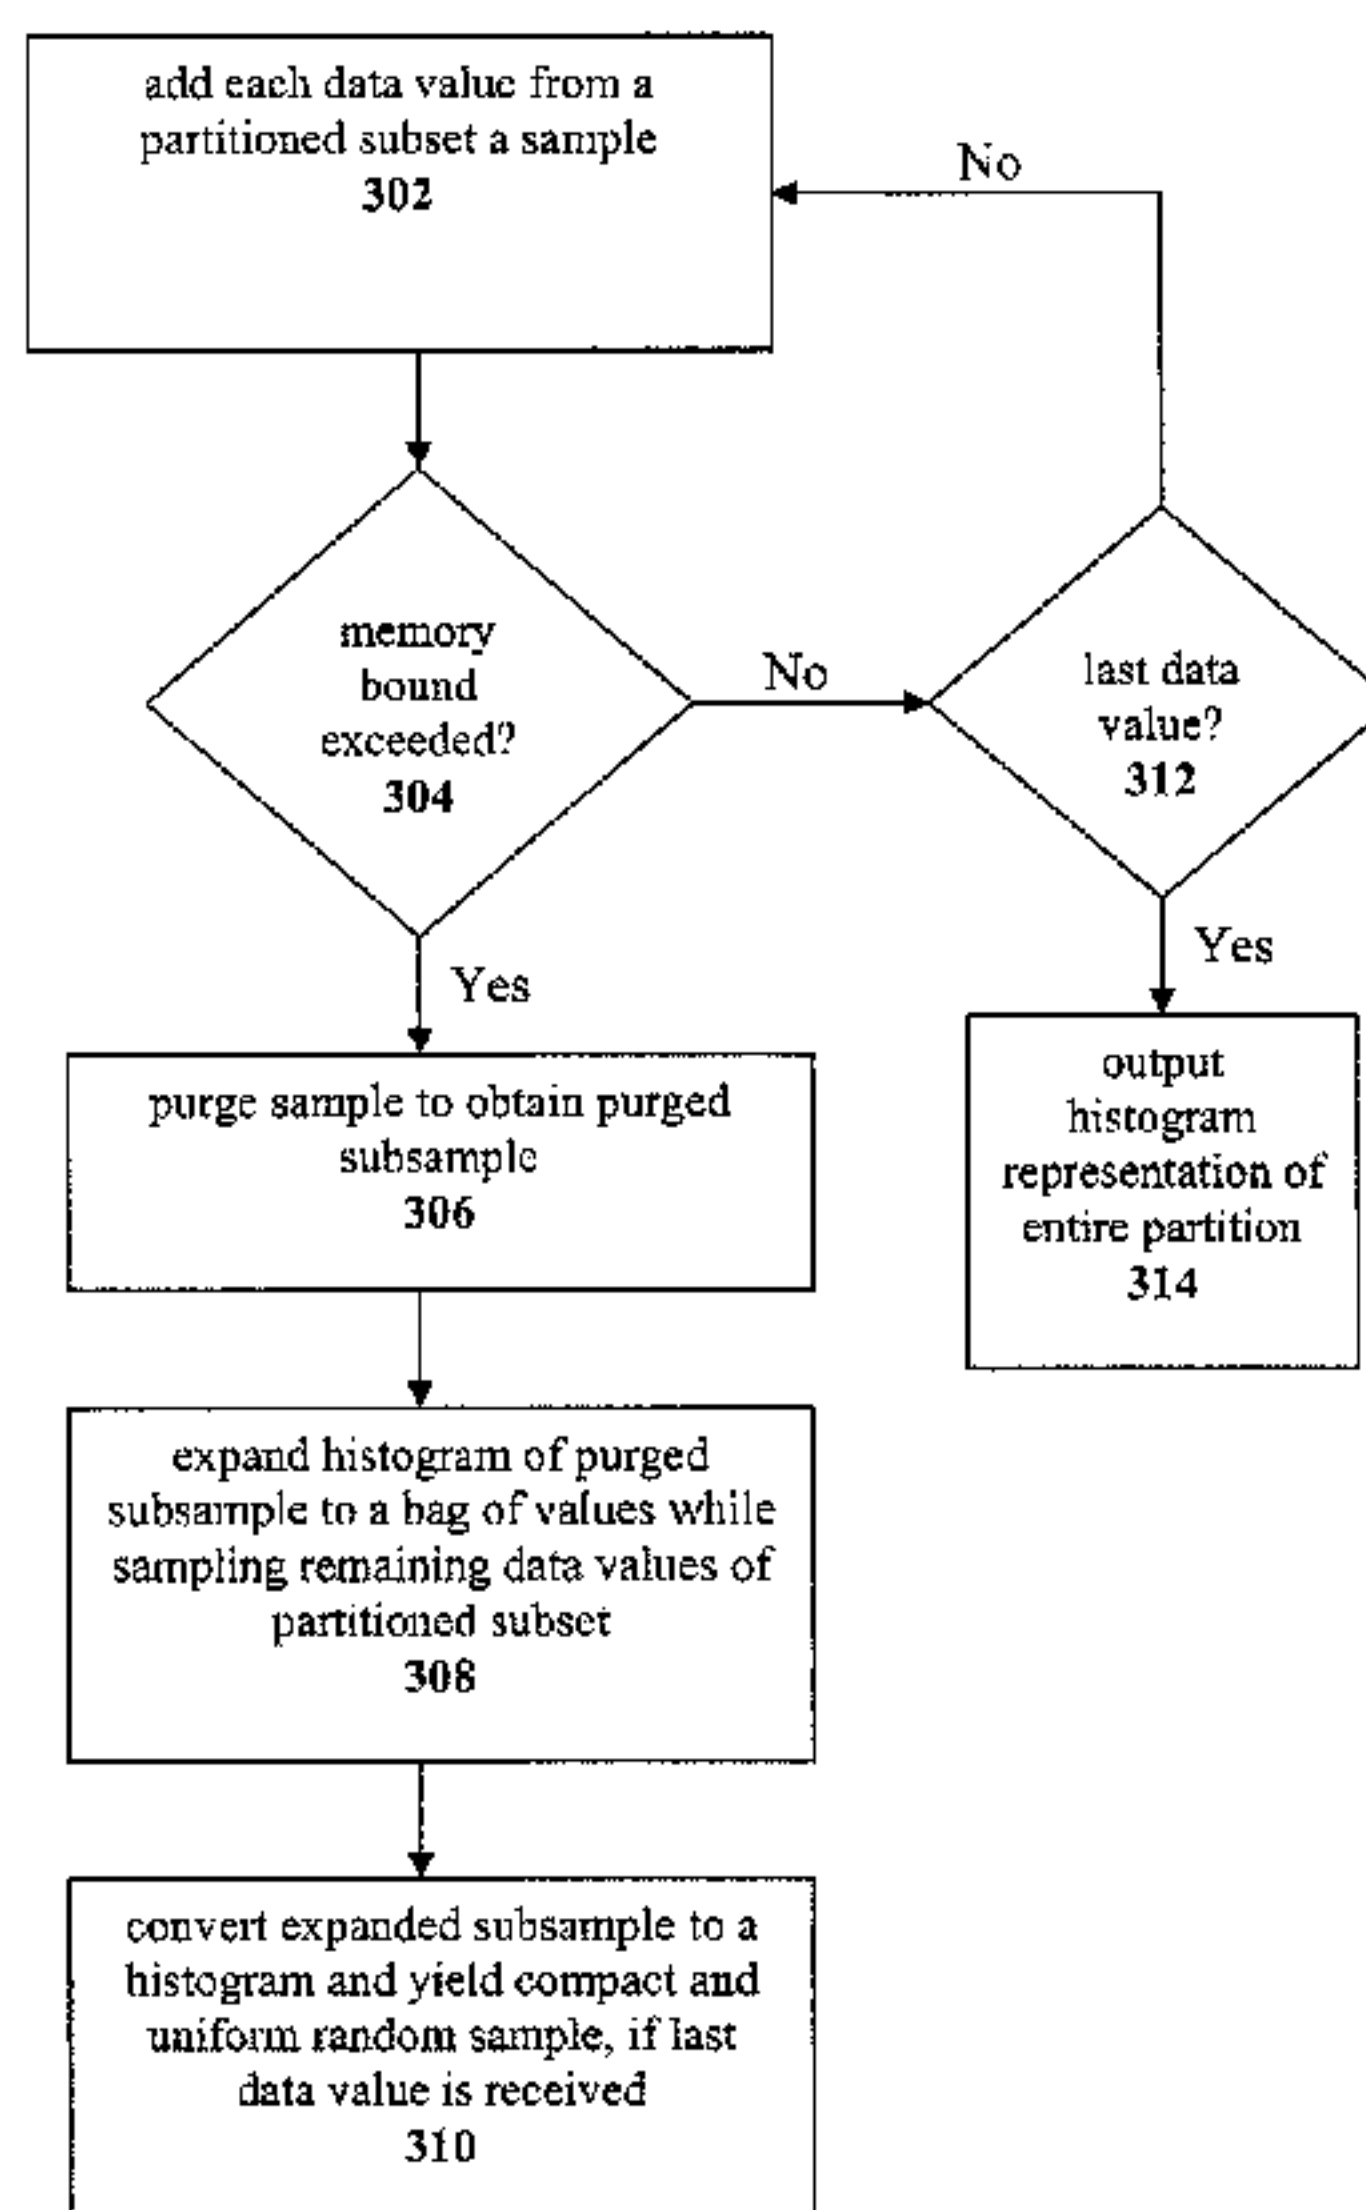 add each data value from a
partitioned subset a sample
302
No
memory
bound
exceeded?
304
No
last data
value?
312
Yes
Yes
purge sample to obtain purged
subsample
306
output
histogram
representation of
entire partition
314
expand histogram of purged
subsample to a bag of values while
sampling remaining data values of
partitioned subset
308
convert expanded subsample to a
histogram and yield compact and
uniform random sample, if last
data value is received
310